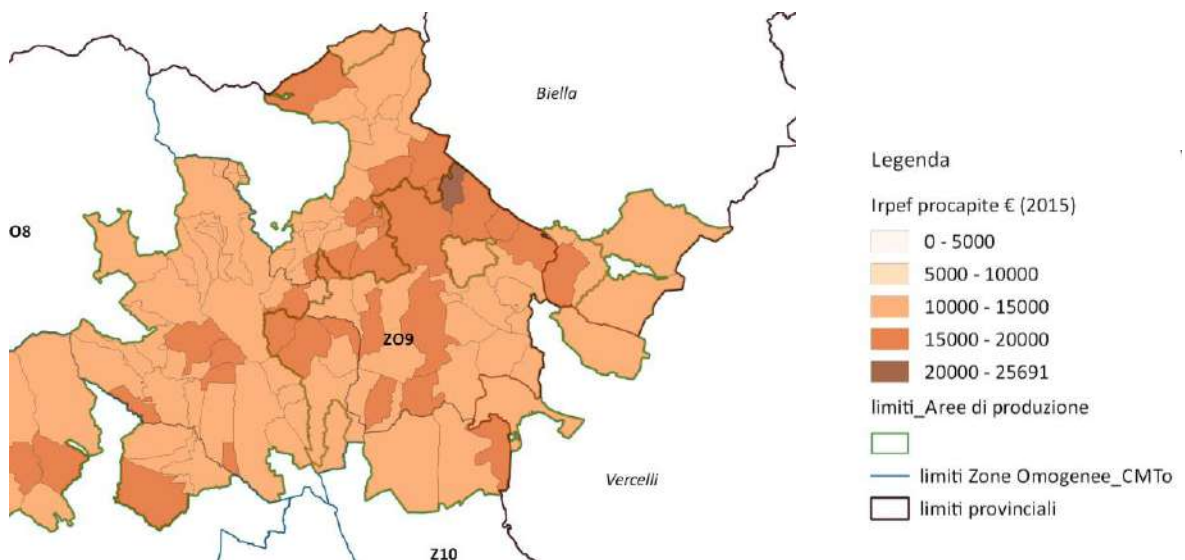 Biella
O8
ZO9
Vercelli
Z10
Legenda
Irpef procapite € (2015)
0 - 5000
5000 - 10000
10000 - 15000
15000 - 20000
20000 - 25691
limiti_Aree di produzione
limiti Zone Omogenee_CMTo
limiti provinciali